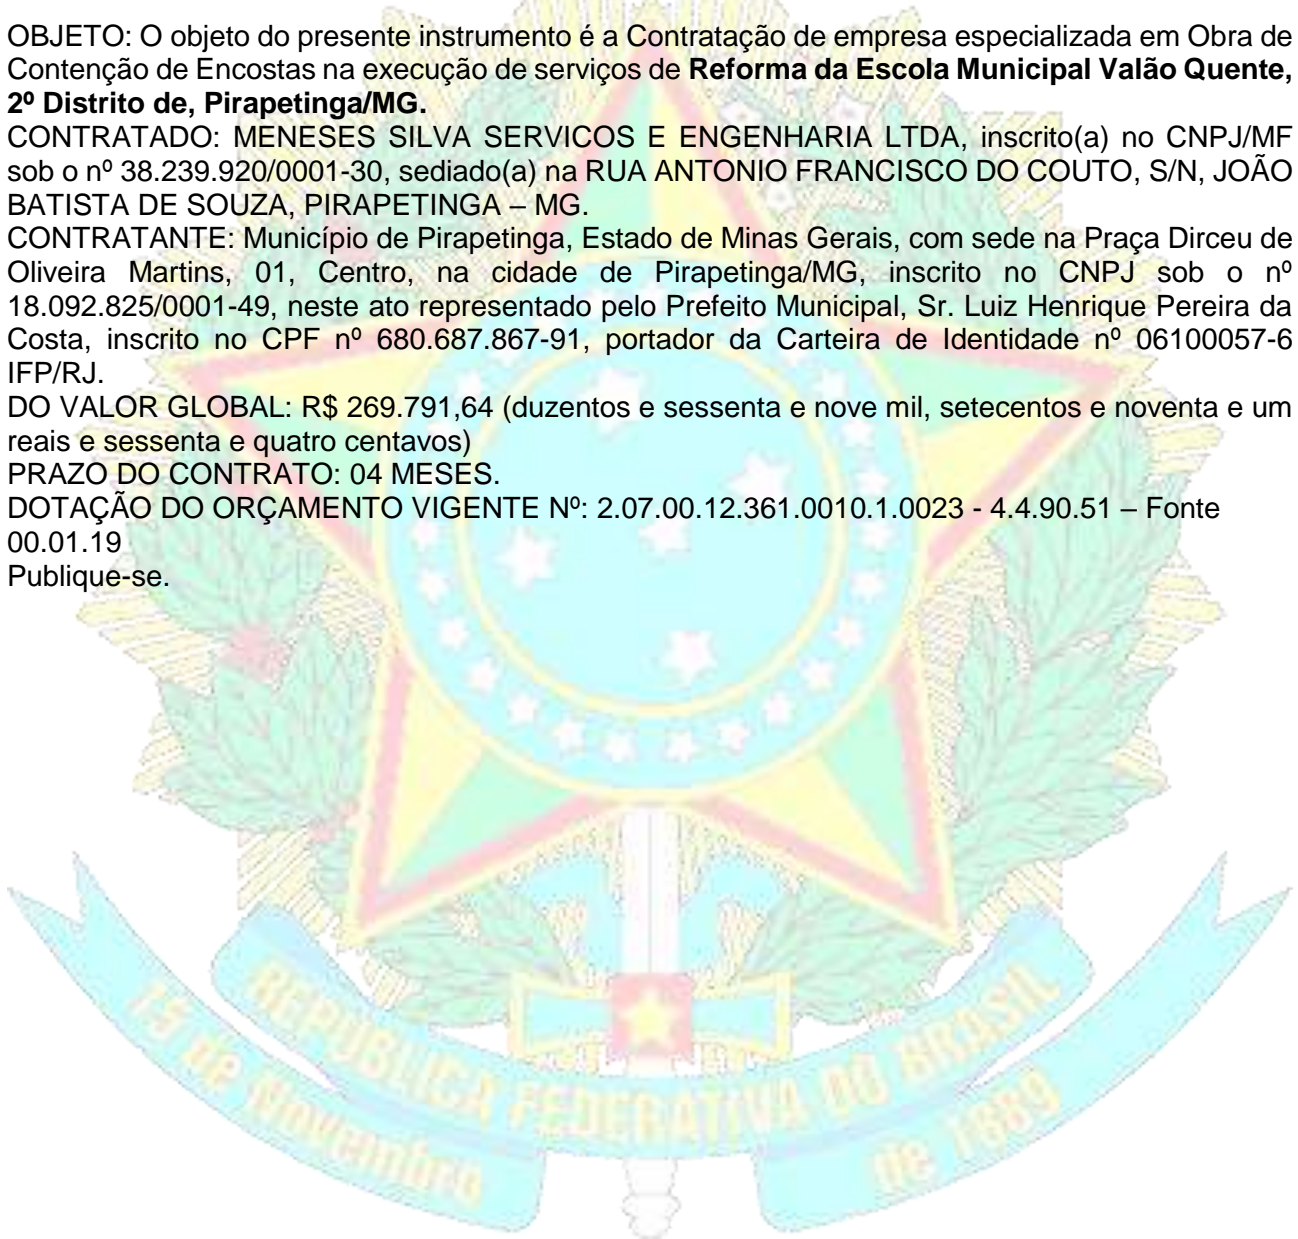 OBJETO: O objeto do presente instrumento é a Contratação de empresa especializada em Obra de
Contenção de Encostas na execução de serviços de Reforma da Escola Municipal Valão Quente,
2º Distrito de, Pirapetinga/MG.
CONTRATADO: MENESES SILVA SERVICOS E ENGENHARIA LTDA, inscrito(a) no CNPJ/MF
sob o nº 38.239.920/0001-30, sediado(a) na RUA ANTONIO FRANCISCO DO COUTO, S/N, JOÃO
BATISTA DE SOUZA, PIRAPETINGA – MG.
CONTRATANTE: Município de Pirapetinga, Estado de Minas Gerais, com sede na Praça Dirceu de
Oliveira Martins, 01, Centro, na cidade de Pirapetinga/MG, inscrito no CNPJ sob o nº
18.092.825/0001-49, neste ato representado pelo Prefeito Municipal, Sr. Luiz Henrique Pereira da
Costa, inscrito no CPF nº 680.687.867-91, portador da Carteira de Identidade nº 06100057-6
IFP/RJ.
DO VALOR GLOBAL: R$ 269.791,64 (duzentos e sessenta e nove mil, setecentos e noventa e um
reais e sessenta e quatro centavos)
PRAZO DO CONTRATO: 04 MESES.
DOTAÇÃO DO ORÇAMENTO VIGENTE Nº: 2.07.00.12.361.0010.1.0023 - 4.4.90.51 – Fonte
00.01.19
Publique-se.
REPÚBLICA FEDERATIVA DO BRASIL
15 de Novembro de 1889